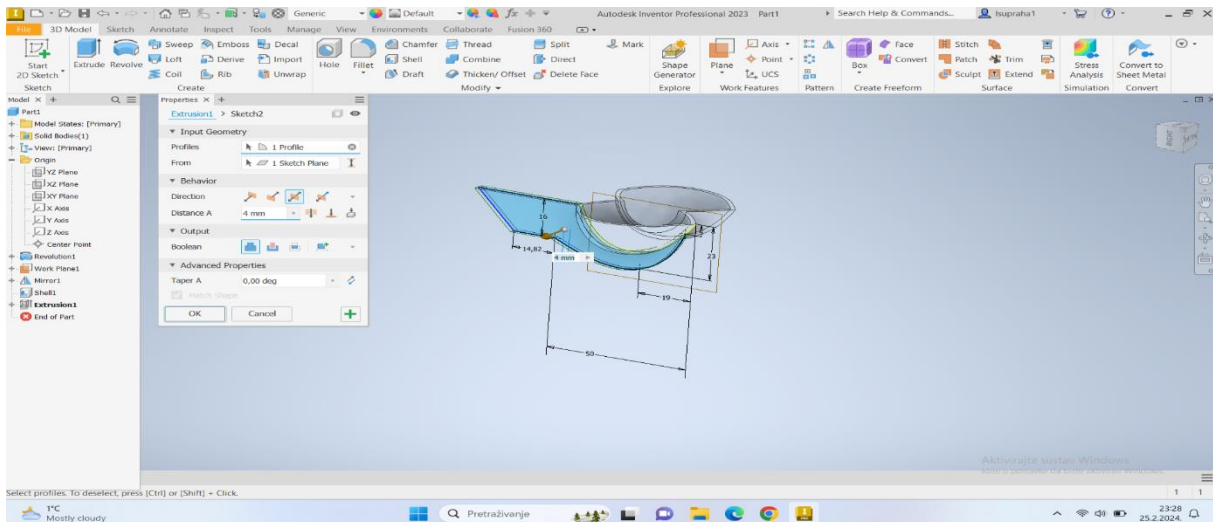 Generic Default Autodesk Inventor Professional 2023 Part1 Search Help & Commands... lsupraha1
File 3D Model Sketch Annotate Inspect Tools Manage View Environments Collaborate Fusion 360
Sweep Emboss Decal Chamfer Thread Split Mark Axis Face Stitch
Start 2D Sketch Extrude Revolve Loft Derive Import Hole Fillet Shell Combine Direct Shape Generator Plane Point Box Convert Patch Trim Stress Analysis Convert to Sheet Metal
Coil Rib Unwrap Draft Thicken/ Offset Delete Face UCS Sculpt Extend
Sketch Create Modify Explore Work Features Pattern Create Freeform Surface Simulation Convert
Model
Part1
Model States: [Primary]
Solid Bodies(1)
View: [Primary]
Origin
YZ Plane
XZ Plane
XY Plane
X Axis
Y Axis
Z Axis
Center Point
Revolution1
Work Plane1
Mirror1
Shell1
Extrusion1
End of Part
Properties
Extrusion1 > Sketch2
Input Geometry
Profiles 1 Profile
From 1 Sketch Plane
Behavior
Direction
Distance A 4 mm
Output
Boolean
Advanced Properties
Taper A 0,00 deg
Match Shape
OK Cancel
RIGHT
16
14,82
4 mm
23
19
50
Aktivirajte sustav Windows
Select profiles. To deselect, press [Ctrl] or [Shift] + Click.
1 1
1°C
Mostly cloudy
Pretraživanje
23:28
25.2.2024.